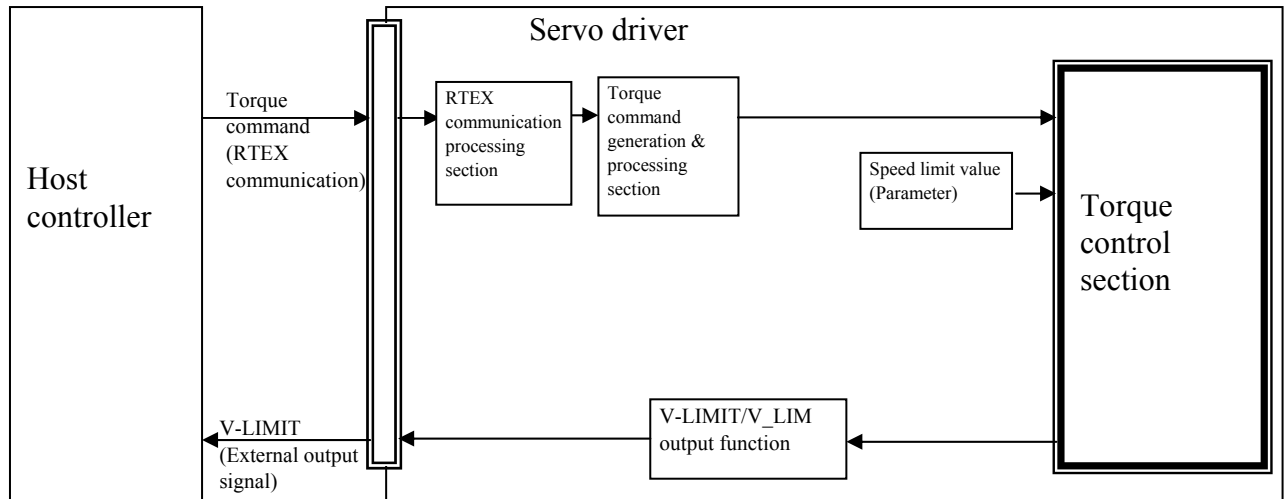 Servo driver
Host
controller
Torque
command
(RTEX
communication)
RTEX
communication
processing
section
Torque
command
generation &
processing
section
Speed limit value
(Parameter)
Torque
control
section
V-LIMIT
(External output
signal)
V-LIMIT/V_LIM
output function